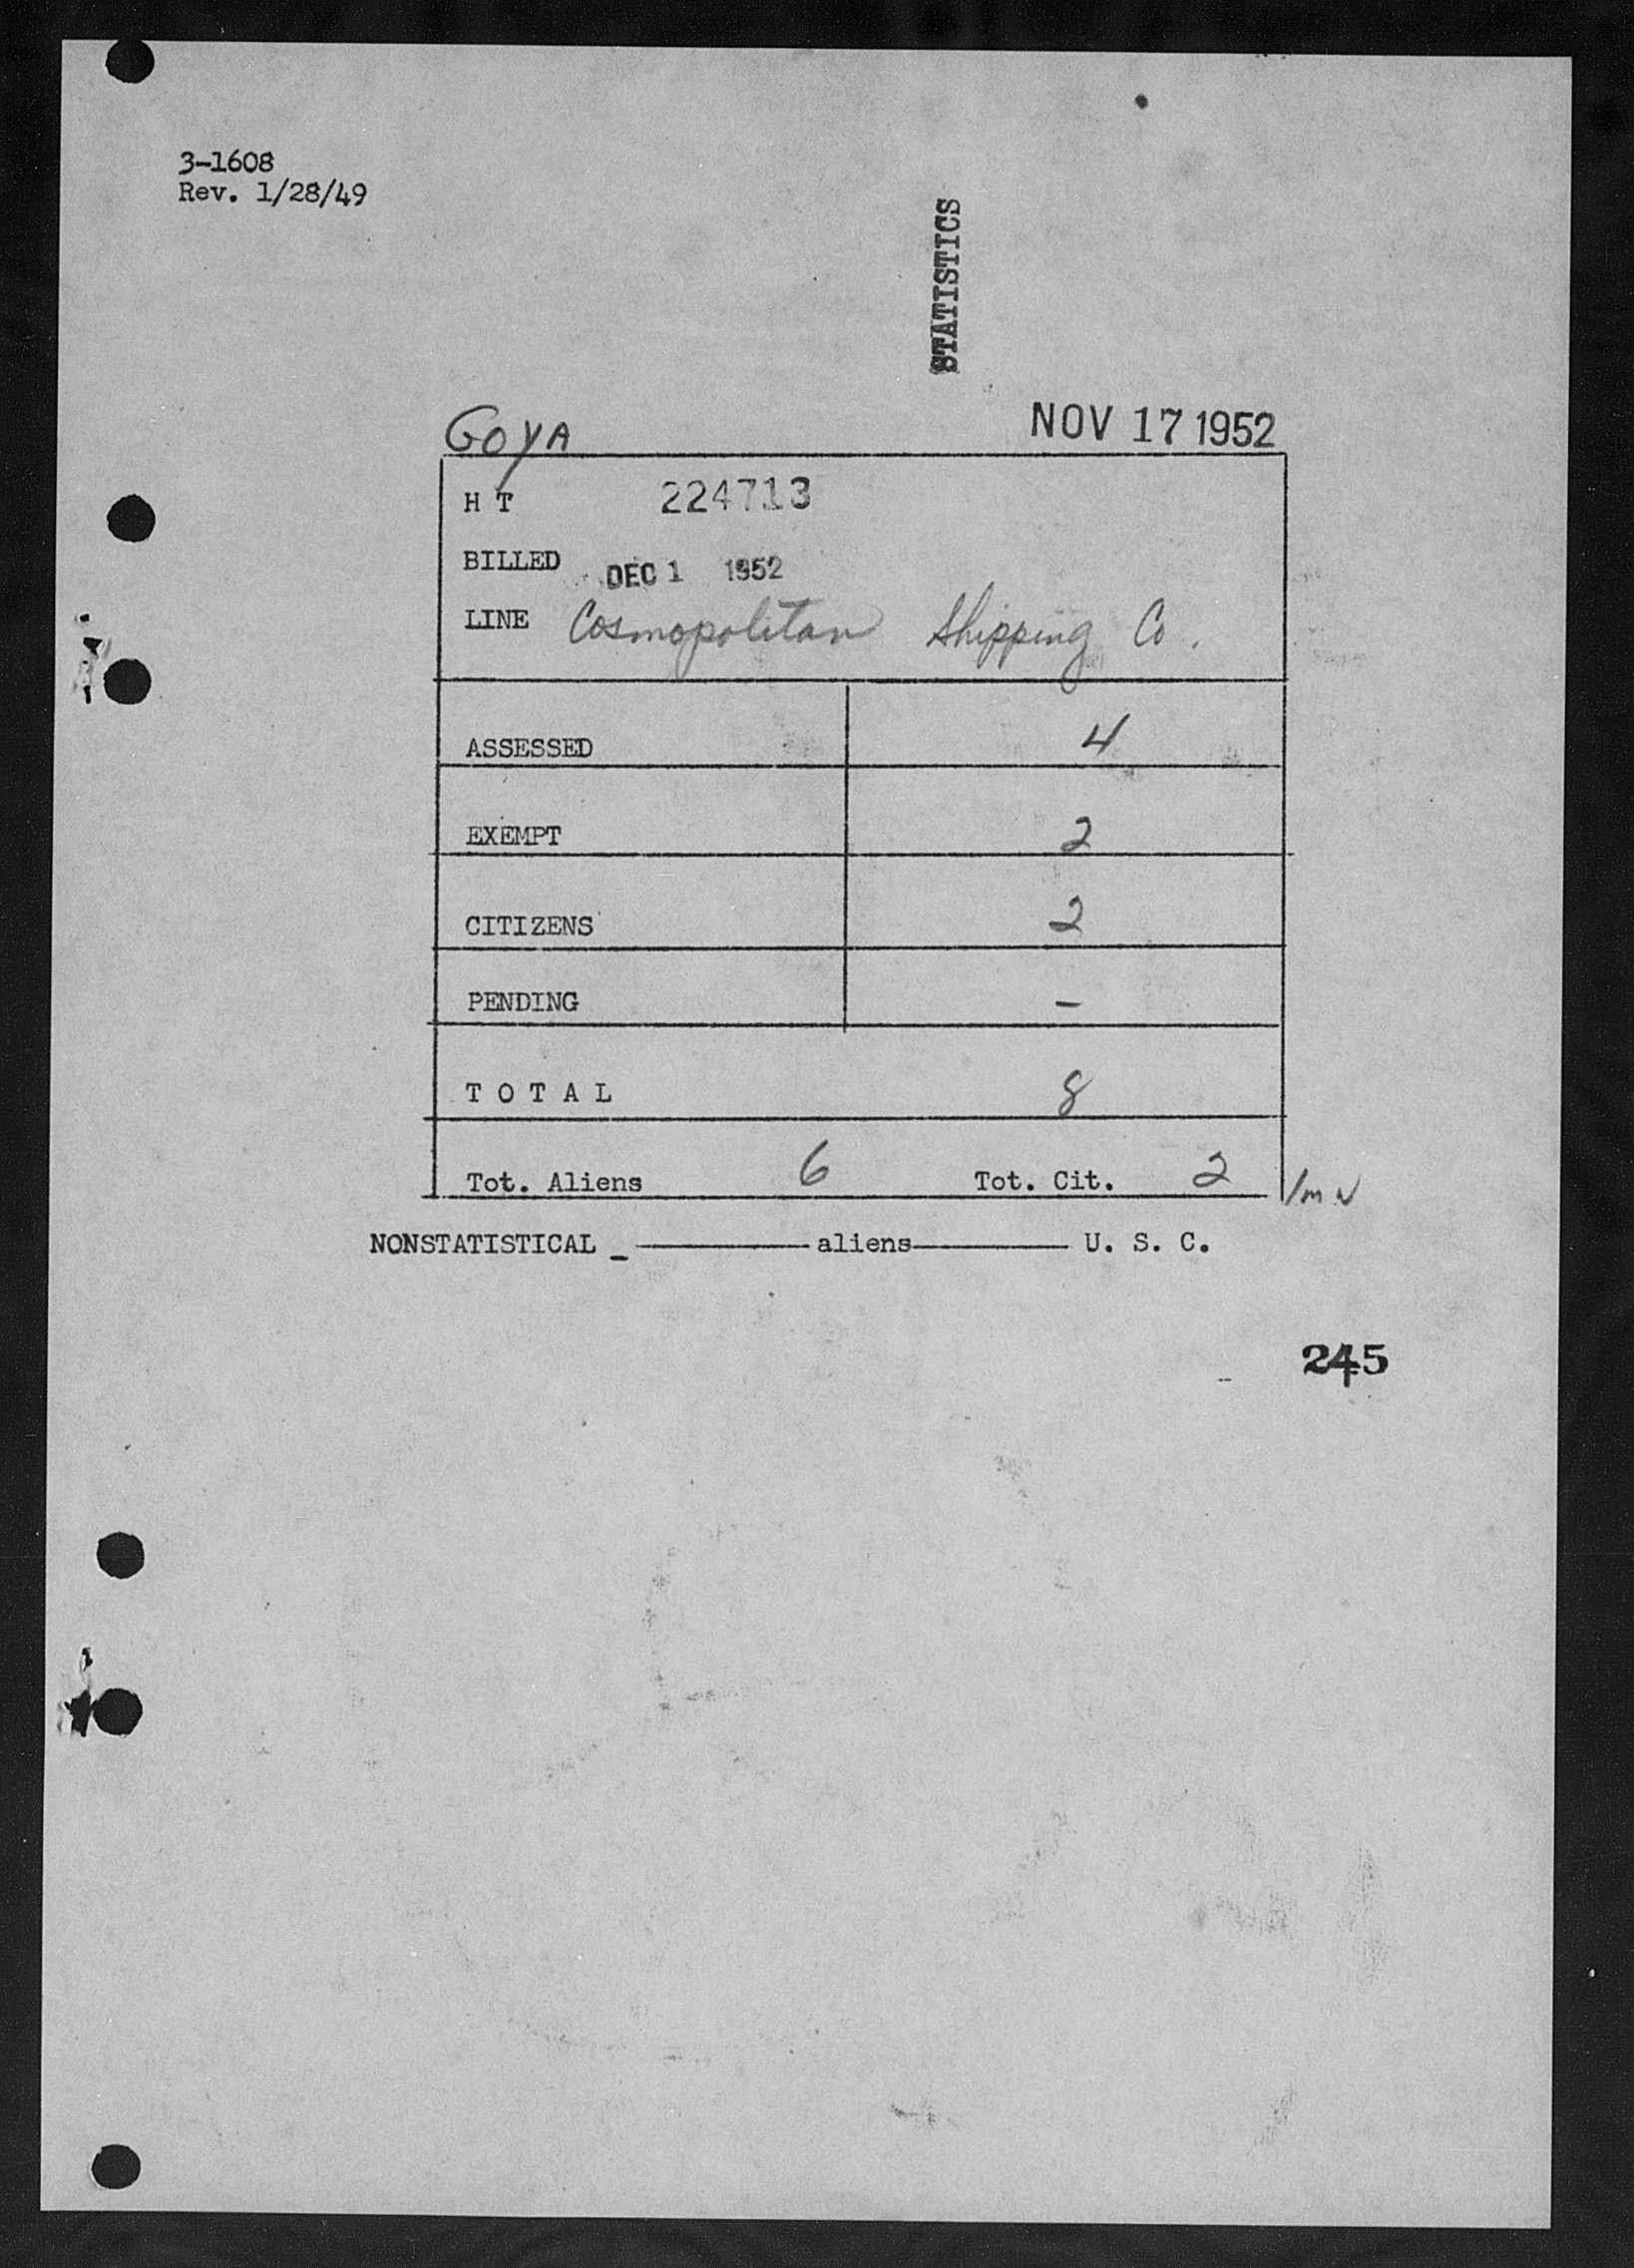 3-1608
Rev. 1/28/49
STATISTICS
GOYA NOV 17 1952
H T 224713
BILLED DEC 1 1952
LINE Cosmopolitan Shipping Co.
ASSESSED 4
EXEMPT 2
CITIZENS 2
PENDING –
T O T A L 8
Tot. Aliens 6 Tot. Cit. 2
NONSTATISTICAL _ ——— aliens ——— U. S. C.
245